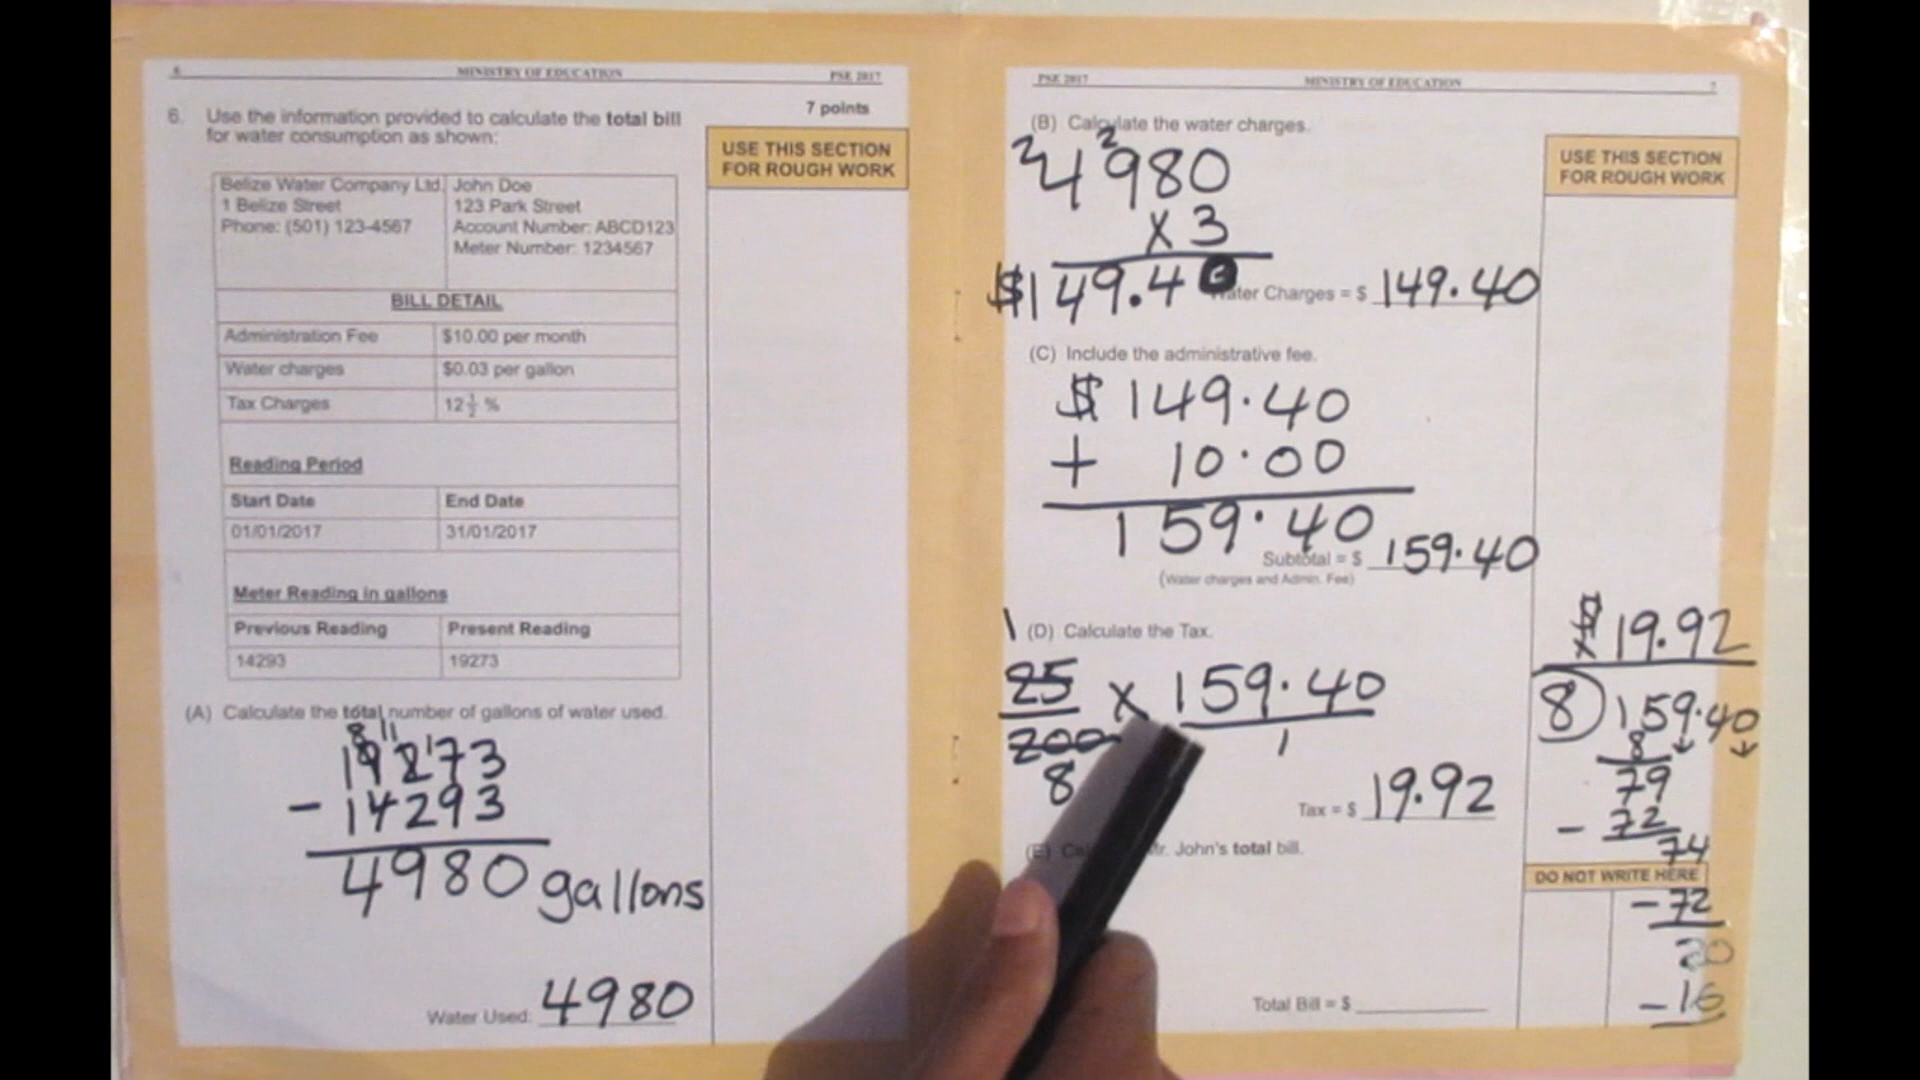 6 MINISTRY OF EDUCATION PSE 2017
7 points
6. Use the information provided to calculate the total bill
for water consumption as shown:
USE THIS SECTION
FOR ROUGH WORK
Belize Water Company Ltd. John Doe
1 Belize Street 123 Park Street
Phone: (501) 123-4567 Account Number: ABCD123
Meter Number: 1234567
BILL DETAIL
Administration Fee $10.00 per month
Water charges $0.03 per gallon
Tax Charges 12½ %
Reading Period
Start Date End Date
01/01/2017 31/01/2017
Meter Reading in gallons
Previous Reading Present Reading
14293 19273
(A) Calculate the total number of gallons of water used.
8 11 1
19273
- 14293
4980 gallons
Water Used: 4980
PSE 2017 MINISTRY OF EDUCATION 7
(B) Calculate the water charges.
USE THIS SECTION
FOR ROUGH WORK
2 2
4980
x 3
$149.40
Water Charges = $ 149.40
(C) Include the administrative fee.
$149.40
+ 10.00
159.40
Subtotal = $ 159.40
(Water charges and Admin. Fee)
1 (D) Calculate the Tax.
25 x 159.40
200 1
8
Tax = $ 19.92
$19.92
8 159.40
8
79
- 72
74
DO NOT WRITE HERE
- 72
20
- 16
(E) Mr. John's total bill.
Total Bill = $